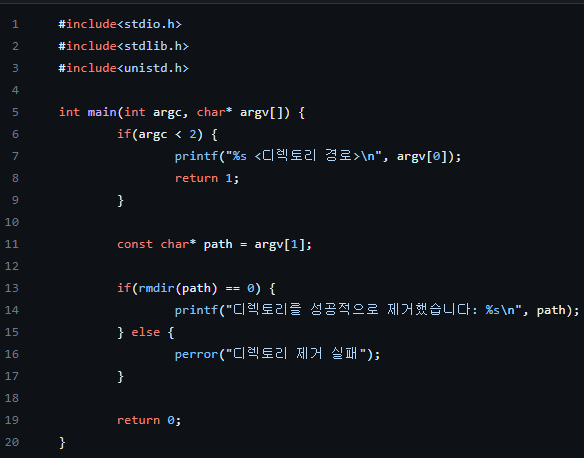 1 #include<stdio.h>
2 #include<stdlib.h>
3 #include<unistd.h>
4
5 int main(int argc, char* argv[]) {
6 if(argc < 2) {
7 printf("%s <디렉토리 경로>\n", argv[0]);
8 return 1;
9 }
10
11 const char* path = argv[1];
12
13 if(rmdir(path) == 0) {
14 printf("디렉토리를 성공적으로 제거했습니다: %s\n", path);
15 } else {
16 perror("디렉토리 제거 실패");
17 }
18
19 return 0;
20 }